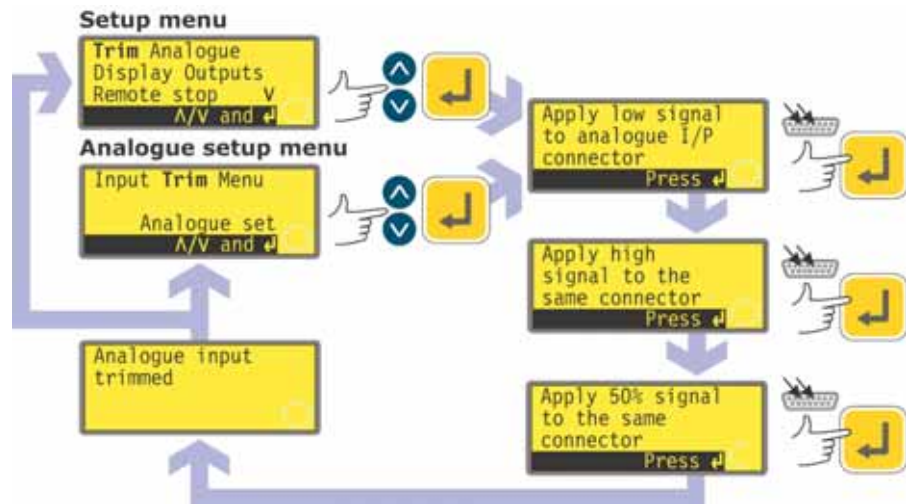 Setup menu
Trim Analogue
Display Outputs
Remote stop v
∧/v and ↲
Analogue setup menu
Input Trim Menu
Analogue set
∧/v and ↲
Analogue input
trimmed
Apply low signal
to analogue I/P
connector
Press ↲
Apply high
signal to the
same connector
Press ↲
Apply 50% signal
to the same
connector
Press ↲